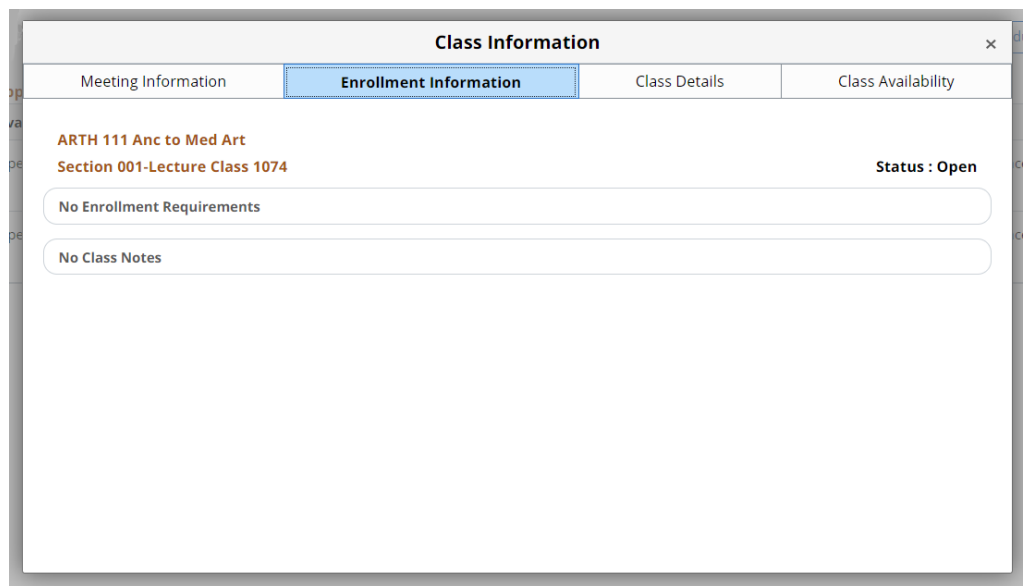 Class Information ×
Meeting Information Enrollment Information Class Details Class Availability
ARTH 111 Anc to Med Art
Section 001-Lecture Class 1074 Status : Open
No Enrollment Requirements
No Class Notes